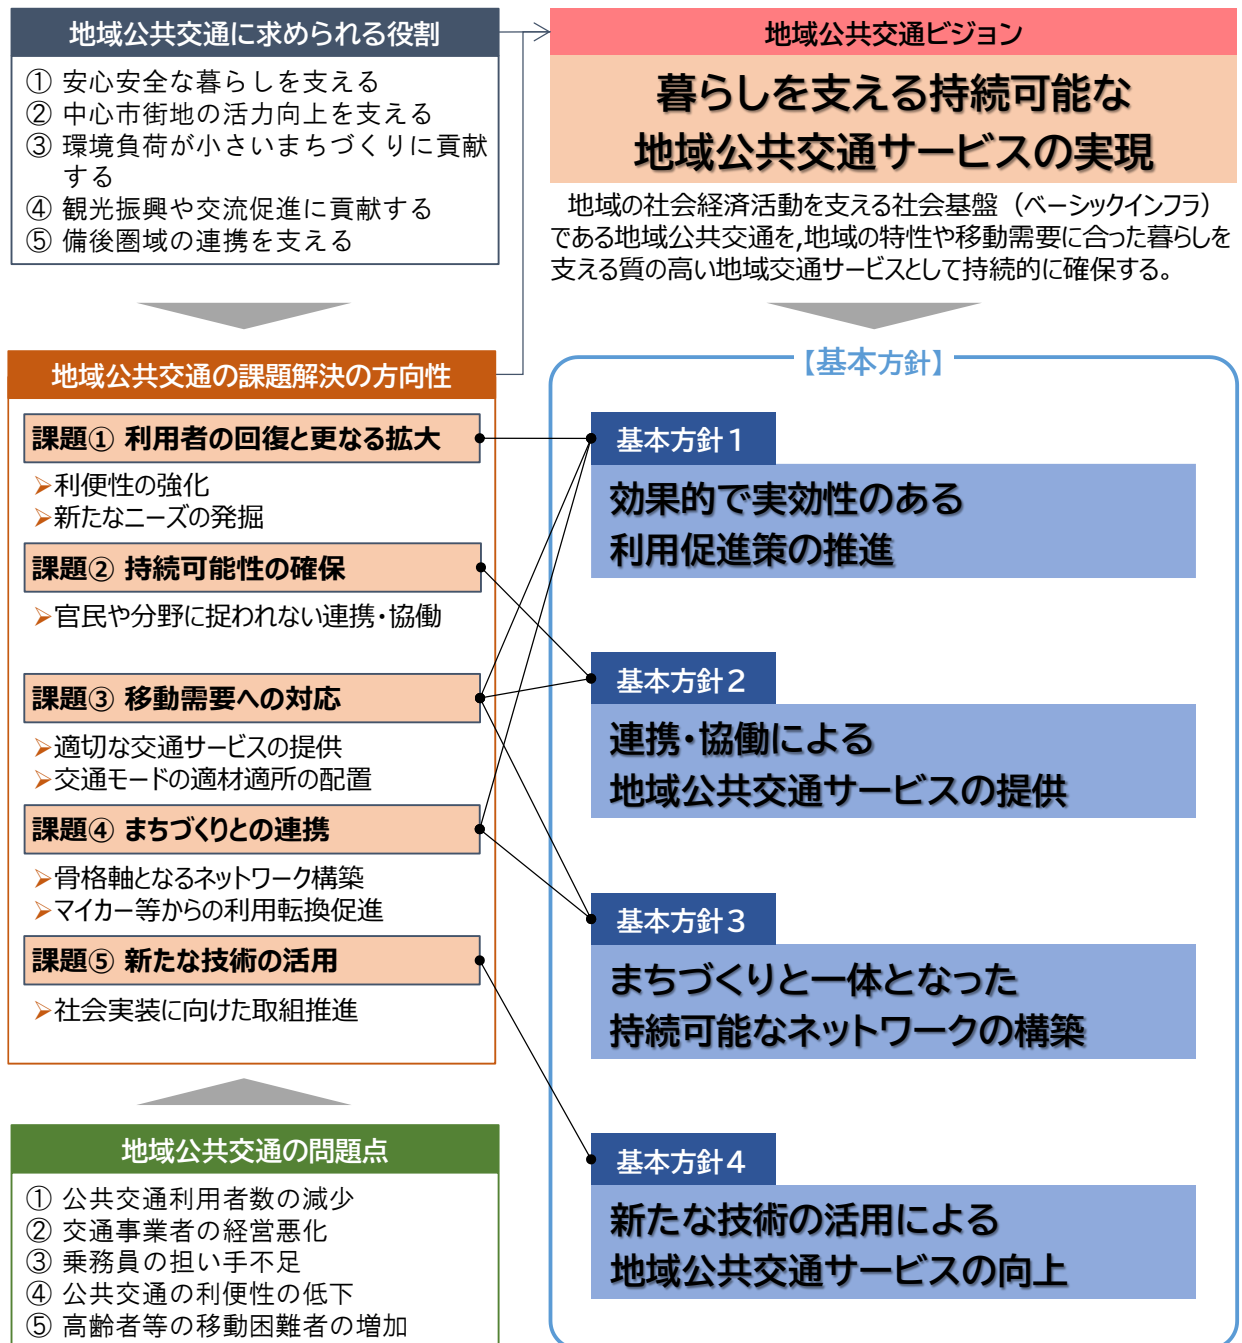 地域公共交通に求められる役割
① 安心安全な暮らしを支える
② 中心市街地の活力向上を支える
③ 環境負荷が小さいまちづくりに貢献
する
④ 観光振興や交流促進に貢献する
⑤ 備後圏域の連携を支える
地域公共交通ビジョン
暮らしを支える持続可能な
地域公共交通サービスの実現
地域の社会経済活動を支える社会基盤（ベーシックインフラ）
である地域公共交通を,地域の特性や移動需要に合った暮らしを
支える質の高い地域交通サービスとして持続的に確保する。
地域公共交通の課題解決の方向性
課題① 利用者の回復と更なる拡大
➢利便性の強化
➢新たなニーズの発掘
課題② 持続可能性の確保
➢官民や分野に捉われない連携・協働
課題③ 移動需要への対応
➢適切な交通サービスの提供
➢交通モードの適材適所の配置
課題④ まちづくりとの連携
➢骨格軸となるネットワーク構築
➢マイカー等からの利用転換促進
課題⑤ 新たな技術の活用
➢社会実装に向けた取組推進
地域公共交通の問題点
① 公共交通利用者数の減少
② 交通事業者の経営悪化
③ 乗務員の担い手不足
④ 公共交通の利便性の低下
⑤ 高齢者等の移動困難者の増加
【基本方針】
基本方針１
効果的で実効性のある
利用促進策の推進
基本方針２
連携・協働による
地域公共交通サービスの提供
基本方針３
まちづくりと一体となった
持続可能なネットワークの構築
基本方針４
新たな技術の活用による
地域公共交通サービスの向上